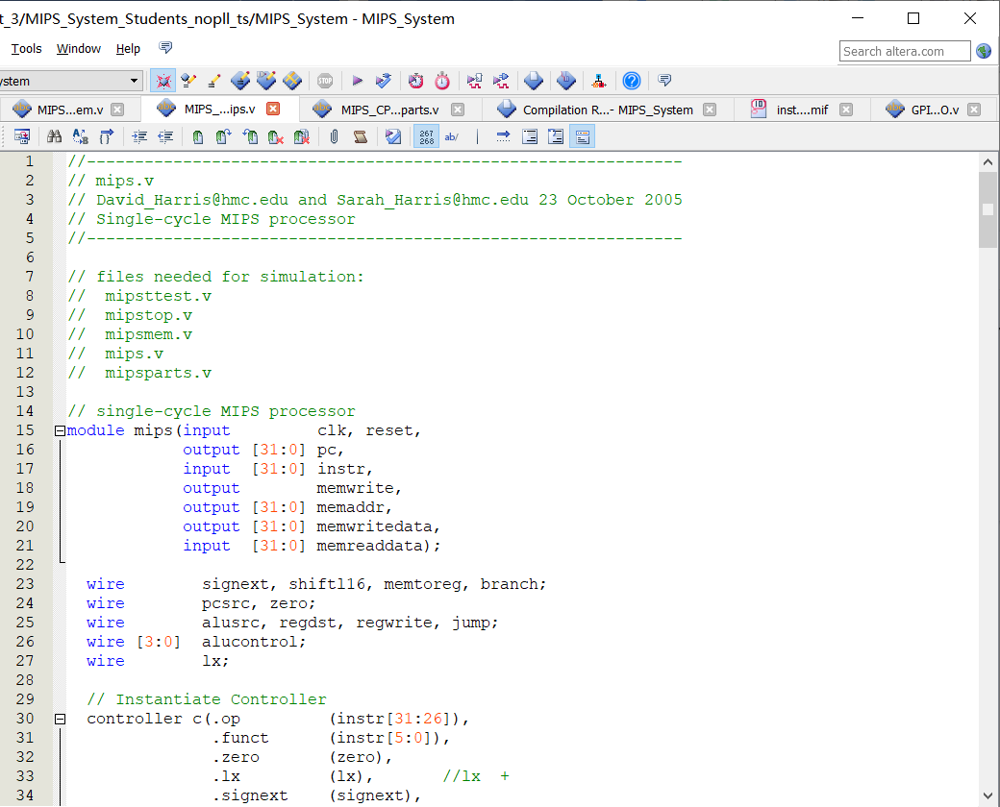 t_3/MIPS_System_Students_nopll_ts/MIPS_System - MIPS_System
Tools Window Help
Search altera.com
ystem
STOP
MIPS...em.v MIPS_...ips.v MIPS_CP...parts.v Compilation R...- MIPS_System inst....mif GPI...O.v
267 268 ab/
1 //--------------------------------------------------------------
2 // mips.v
3 // David_Harris@hmc.edu and Sarah_Harris@hmc.edu 23 October 2005
4 // Single-cycle MIPS processor
5 //--------------------------------------------------------------
6
7 // files needed for simulation:
8 //  mipsttest.v
9 //  mipstop.v
10 //  mipsmem.v
11 //  mips.v
12 //  mipsparts.v
13
14 // single-cycle MIPS processor
15 module mips(input         clk, reset,
16             output [31:0] pc,
17             input  [31:0] instr,
18             output        memwrite,
19             output [31:0] memaddr,
20             output [31:0] memwritedata,
21             input  [31:0] memreaddata);
22
23   wire        signext, shiftl16, memtoreg, branch;
24   wire        pcsrc, zero;
25   wire        alusrc, regdst, regwrite, jump;
26   wire [3:0]  alucontrol;
27   wire        lx;
28
29   // Instantiate Controller
30   controller c(.op         (instr[31:26]),
31                .funct      (instr[5:0]),
32                .zero       (zero),
33                .lx         (lx),       //lx  +
34                .signext    (signext),